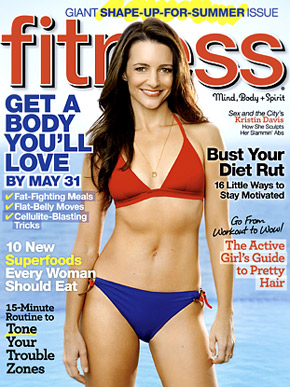 GIANT SHAPE-UP-FOR-SUMMER ISSUE
fitness
Mind, Body + Spirit
GET A
BODY
YOU'LL
LOVE
BY MAY 31
✓Fat-Fighting Meals
✓Flat-Belly Moves
✓Cellulite-Blasting
Tricks
10 New
Superfoods
Every Woman
Should Eat
15-Minute
Routine to
Tone
Your
Trouble
Zones
Sex and the City's
Kristin Davis
How She Sculpts
Her Slammin' Abs
Bust Your
Diet Rut
16 Little Ways to
Stay Motivated
Go From
Workout to Wow!
The Active
Girl's Guide
to Pretty
Hair